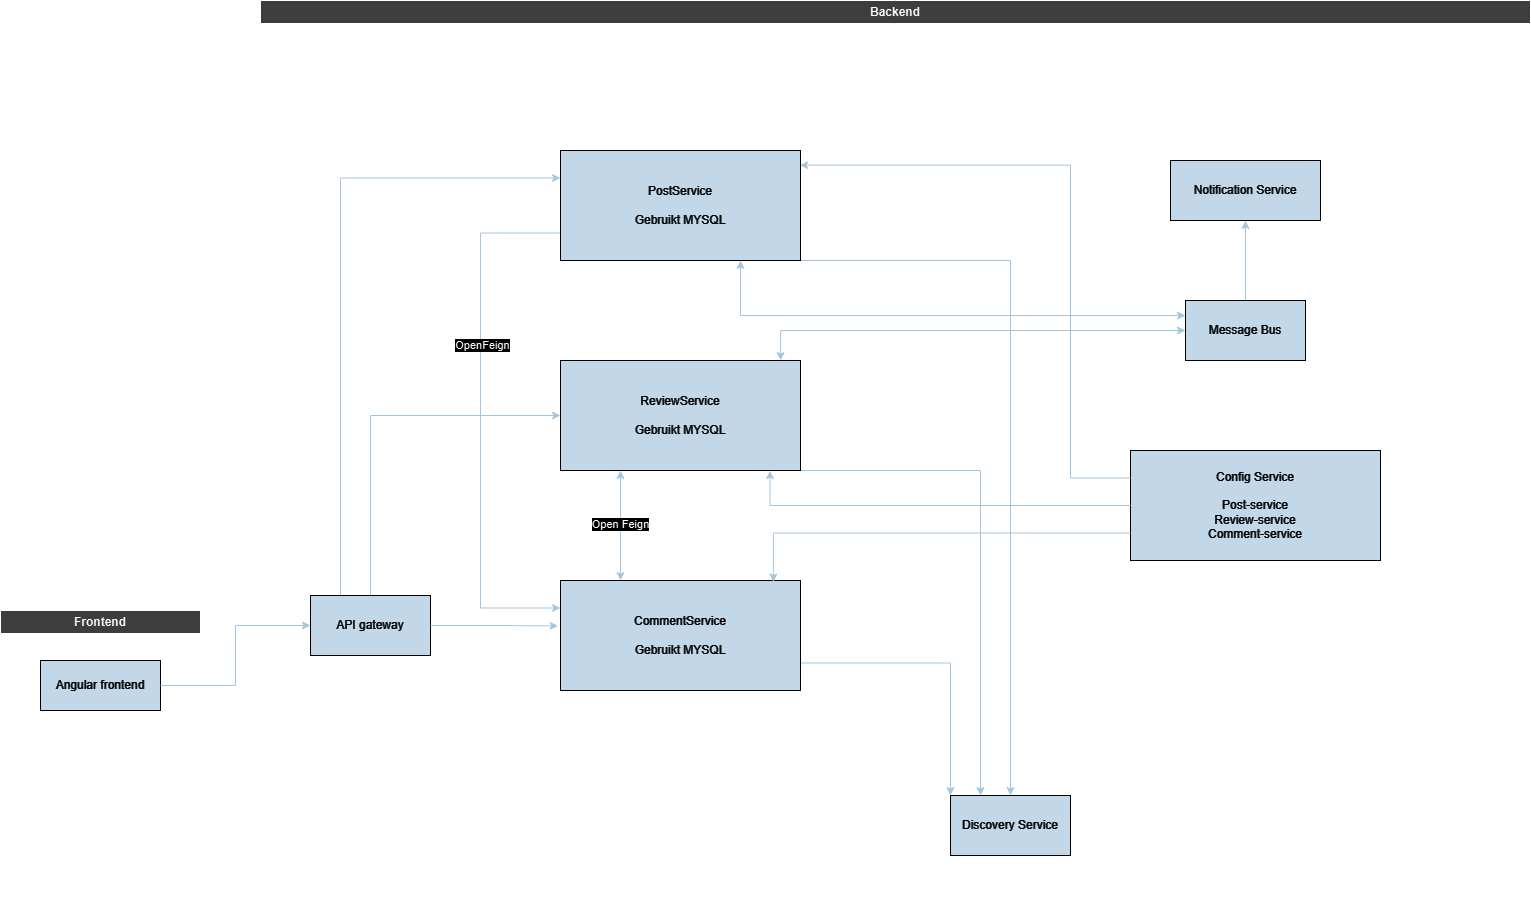 Backend
PostService
Gebruikt MYSQL
Notification Service
Message Bus
OpenFeign
ReviewService
Gebruikt MYSQL
Config Service
Post-service
Review-service
Comment-service
Open Feign
Frontend
API gateway
CommentService
Gebruikt MYSQL
Angular frontend
Discovery Service